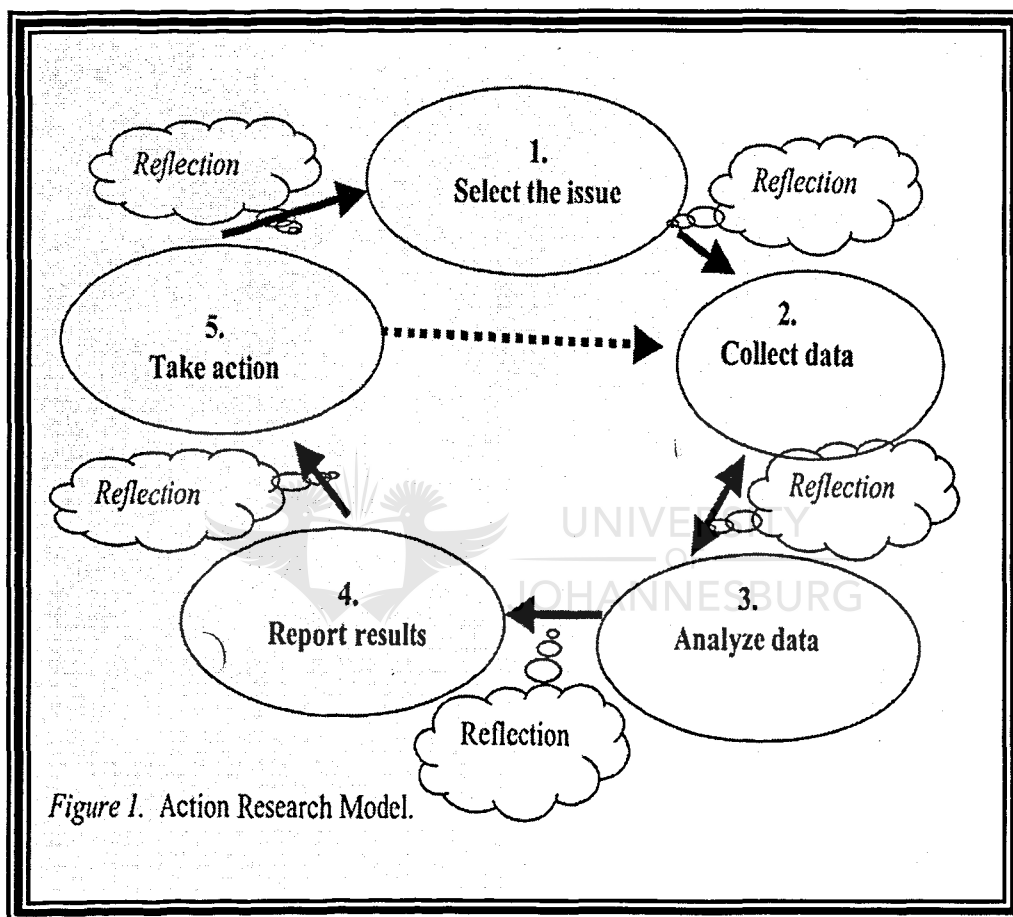 1.
Select the issue
Reflection
2.
Collect data
Reflection
3.
Analyze data
Reflection
4.
Report results
Reflection
5.
Take action
Reflection
UNIVERSITY
OF
JOHANNESBURG
Figure 1. Action Research Model.